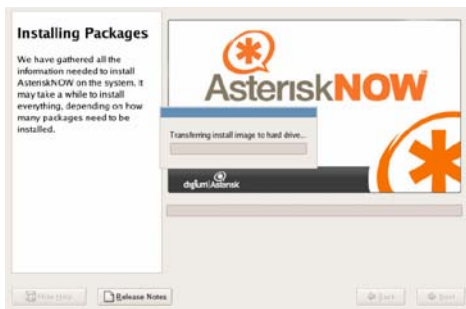 Installing Packages
We have gathered all the
information needed to install
AsteriskNOW on the system. It
may take a while to install
everything, depending on how
many packages need to be
installed.
AsteriskNOW
Transferring install image to hard drive...
digium Asterisk
Hide Help
Release Notes
Back
Next